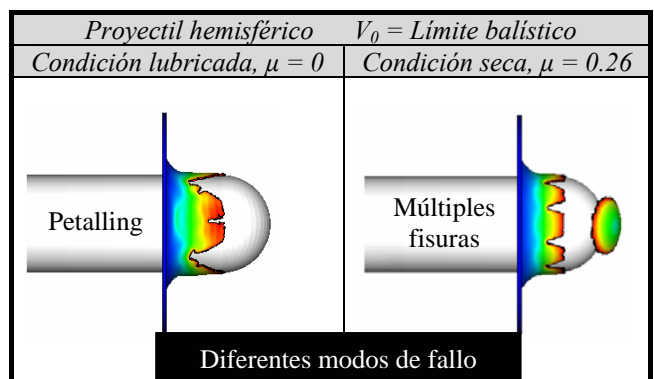 Proyectil hemisférico V₀ = Límite balístico
Condición lubricada, μ = 0
Condición seca, μ = 0.26
Petalling
Múltiples
fisuras
Diferentes modos de fallo